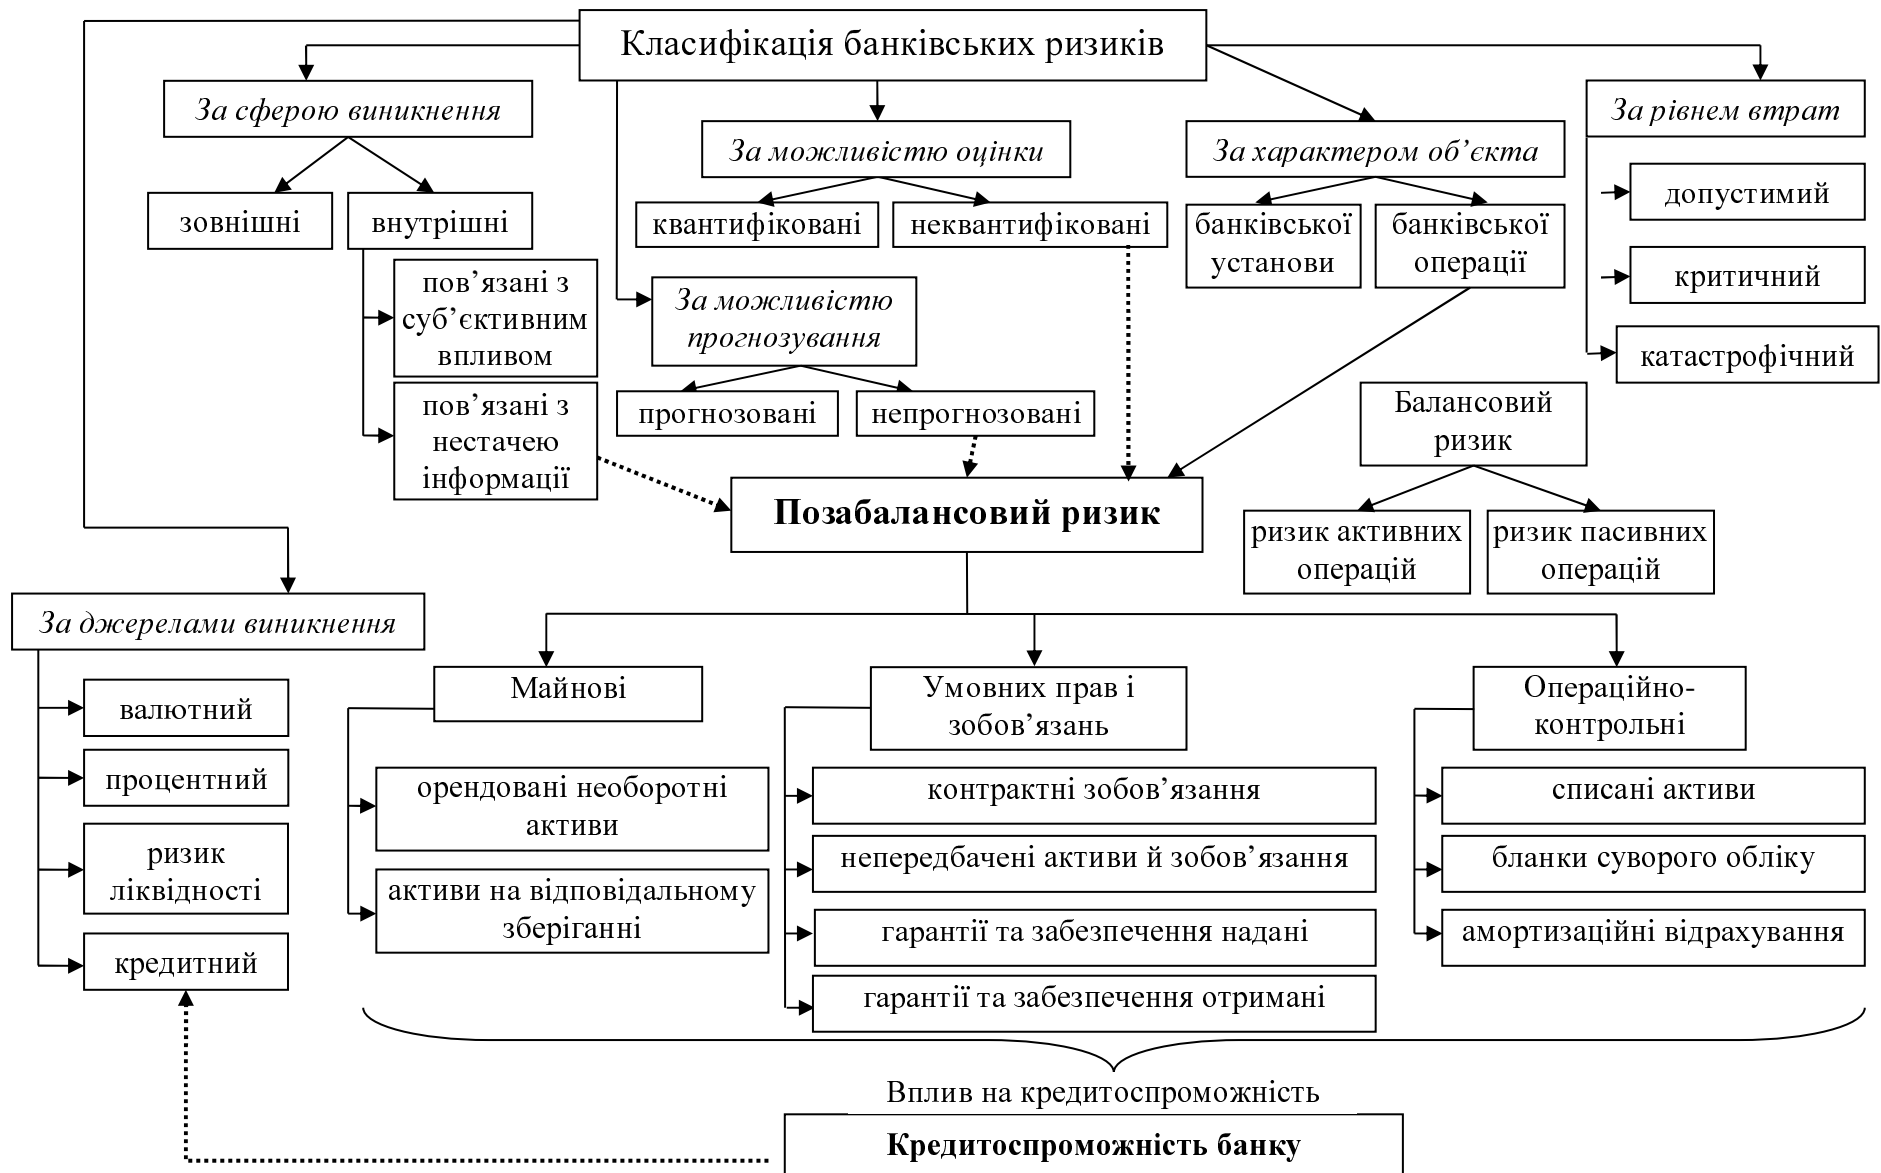 Класифікація банківських ризиків
За сферою виникнення
зовнішні
внутрішні
пов’язані з
суб’єктивним
впливом
пов’язані з
нестачею
інформації
За можливістю оцінки
квантифіковані
неквантифіковані
За можливістю
прогнозування
прогнозовані
непрогнозовані
За характером об’єкта
банківської
установи
банківської
операції
За рівнем втрат
допустимий
критичний
катастрофічний
Балансовий
ризик
ризик активних
операцій
ризик пасивних
операцій
Позабалансовий ризик
За джерелами виникнення
валютний
процентний
ризик
ліквідності
кредитний
Майнові
орендовані необоротні
активи
активи на відповідальному
зберіганні
Умовних прав і
зобов’язань
контрактні зобов’язання
непередбачені активи й зобов’язання
гарантії та забезпечення надані
гарантії та забезпечення отримані
Операційно-
контрольні
списані активи
бланки суворого обліку
амортизаційні відрахування
Вплив на кредитоспроможність
Кредитоспроможність банку